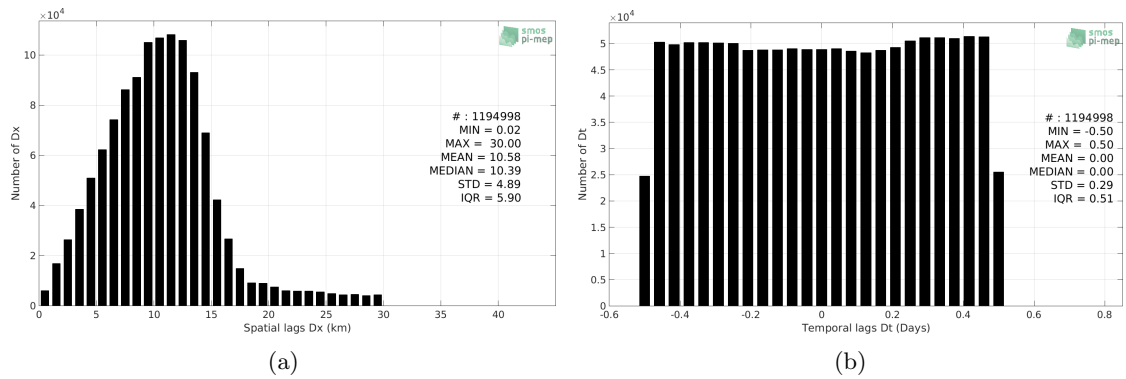 ×10⁴
10
8
6
4
2
0
Number of Dx
smos
pi-mep
# : 1194998
MIN = 0.02
MAX = 30.00
MEAN = 10.58
MEDIAN = 10.39
STD = 4.89
IQR = 5.90
0 5 10 15 20 25 30 35 40
Spatial lags Dx (km)
(a)
×10⁴
5
4.5
4
3.5
3
2.5
2
1.5
1
0.5
0
Number of Dt
smos
pi-mep
# : 1194998
MIN = -0.50
MAX = 0.50
MEAN = 0.00
MEDIAN = 0.00
STD = 0.29
IQR = 0.51
-0.6 -0.4 -0.2 0 0.2 0.4 0.6 0.8
Temporal lags Dt (Days)
(b)